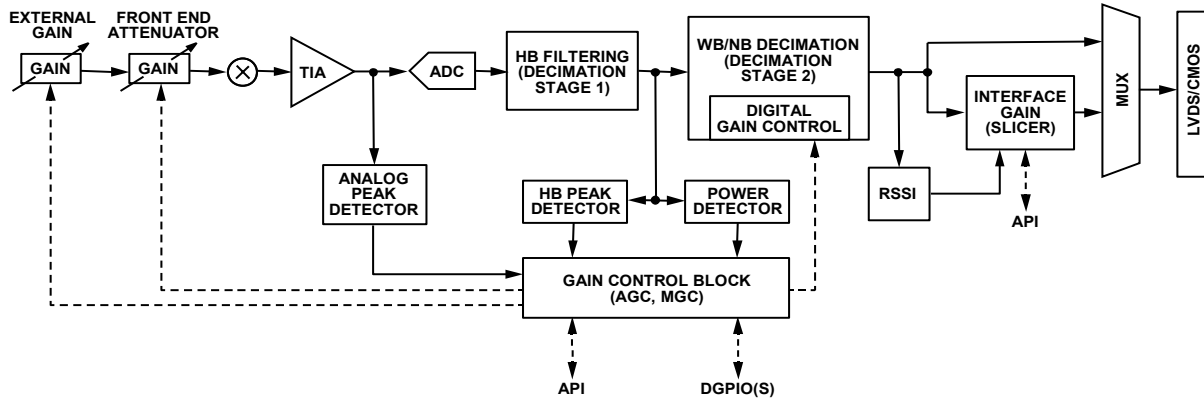 EXTERNAL
GAIN
FRONT END
ATTENUATOR
GAIN
GAIN
TIA
ADC
HB FILTERING
(DECIMATION
STAGE 1)
WB/NB DECIMATION
(DECIMATION
STAGE 2)
DIGITAL
GAIN CONTROL
INTERFACE
GAIN
(SLICER)
MUX
LVDS/CMOS
ANALOG
PEAK
DETECTOR
HB PEAK
DETECTOR
POWER
DETECTOR
RSSI
API
GAIN CONTROL BLOCK
(AGC, MGC)
API
DGPIO(S)